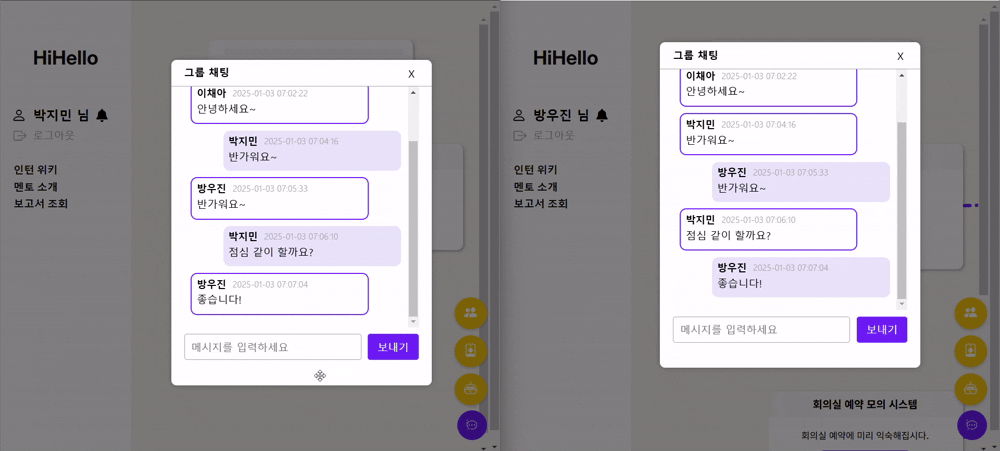 HiHello
박지민 님
로그아웃
인턴 위키
멘토 소개
보고서 조회
그룹 채팅
X
이채아 2025-01-03 07:02:22
안녕하세요~
박지민 2025-01-03 07:04:16
반가워요~
방우진 2025-01-03 07:05:33
반가워요~
박지민 2025-01-03 07:06:10
점심 같이 할까요?
방우진 2025-01-03 07:07:04
좋습니다!
메시지를 입력하세요
보내기
HiHello
방우진 님
로그아웃
인턴 위키
멘토 소개
보고서 조회
그룹 채팅
X
이채아 2025-01-03 07:02:22
안녕하세요~
박지민 2025-01-03 07:04:16
반가워요~
방우진 2025-01-03 07:05:33
반가워요~
박지민 2025-01-03 07:06:10
점심 같이 할까요?
방우진 2025-01-03 07:07:04
좋습니다!
메시지를 입력하세요
보내기
회의실 예약 모의 시스템
회의실 예약에 미리 익숙해집시다.